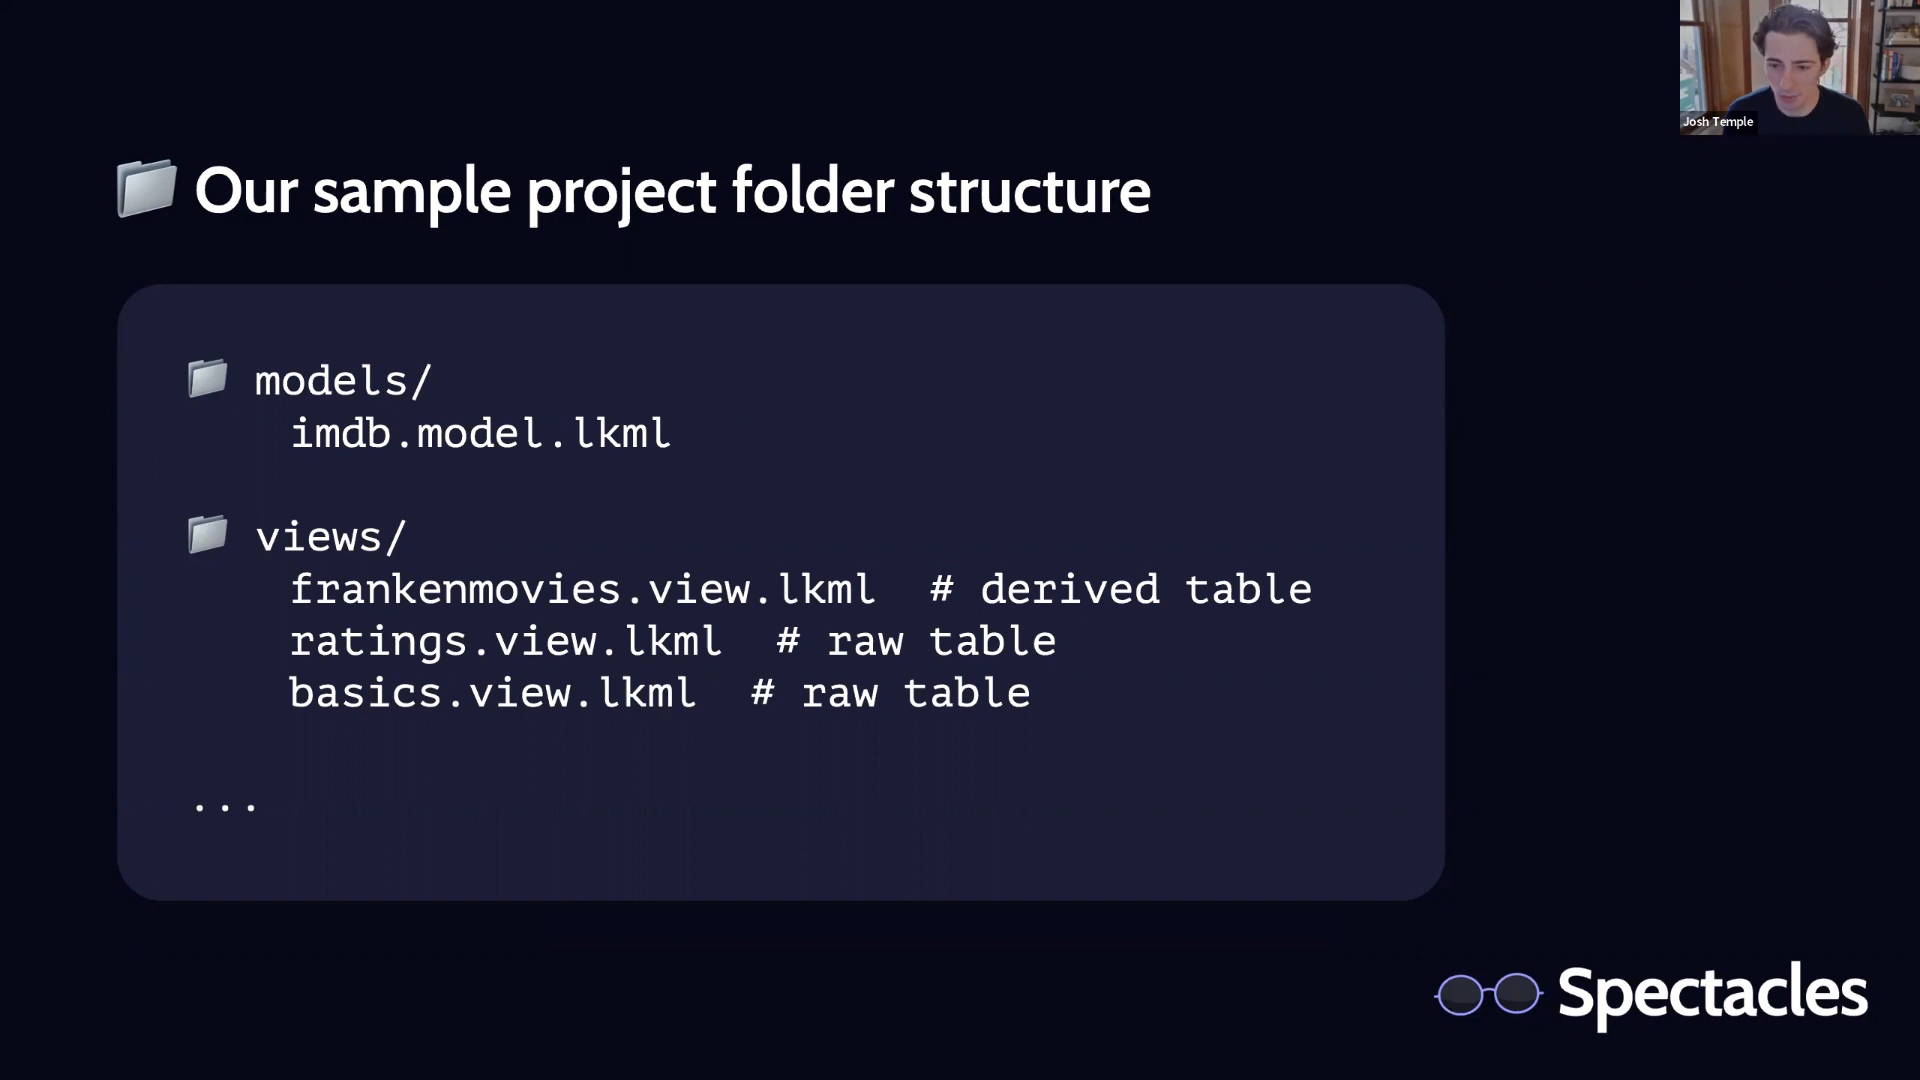 Josh Temple
Our sample project folder structure
models/
imdb.model.lkml
views/
frankenmovies.view.lkml  # derived table
ratings.view.lkml  # raw table
basics.view.lkml  # raw table
...
Spectacles